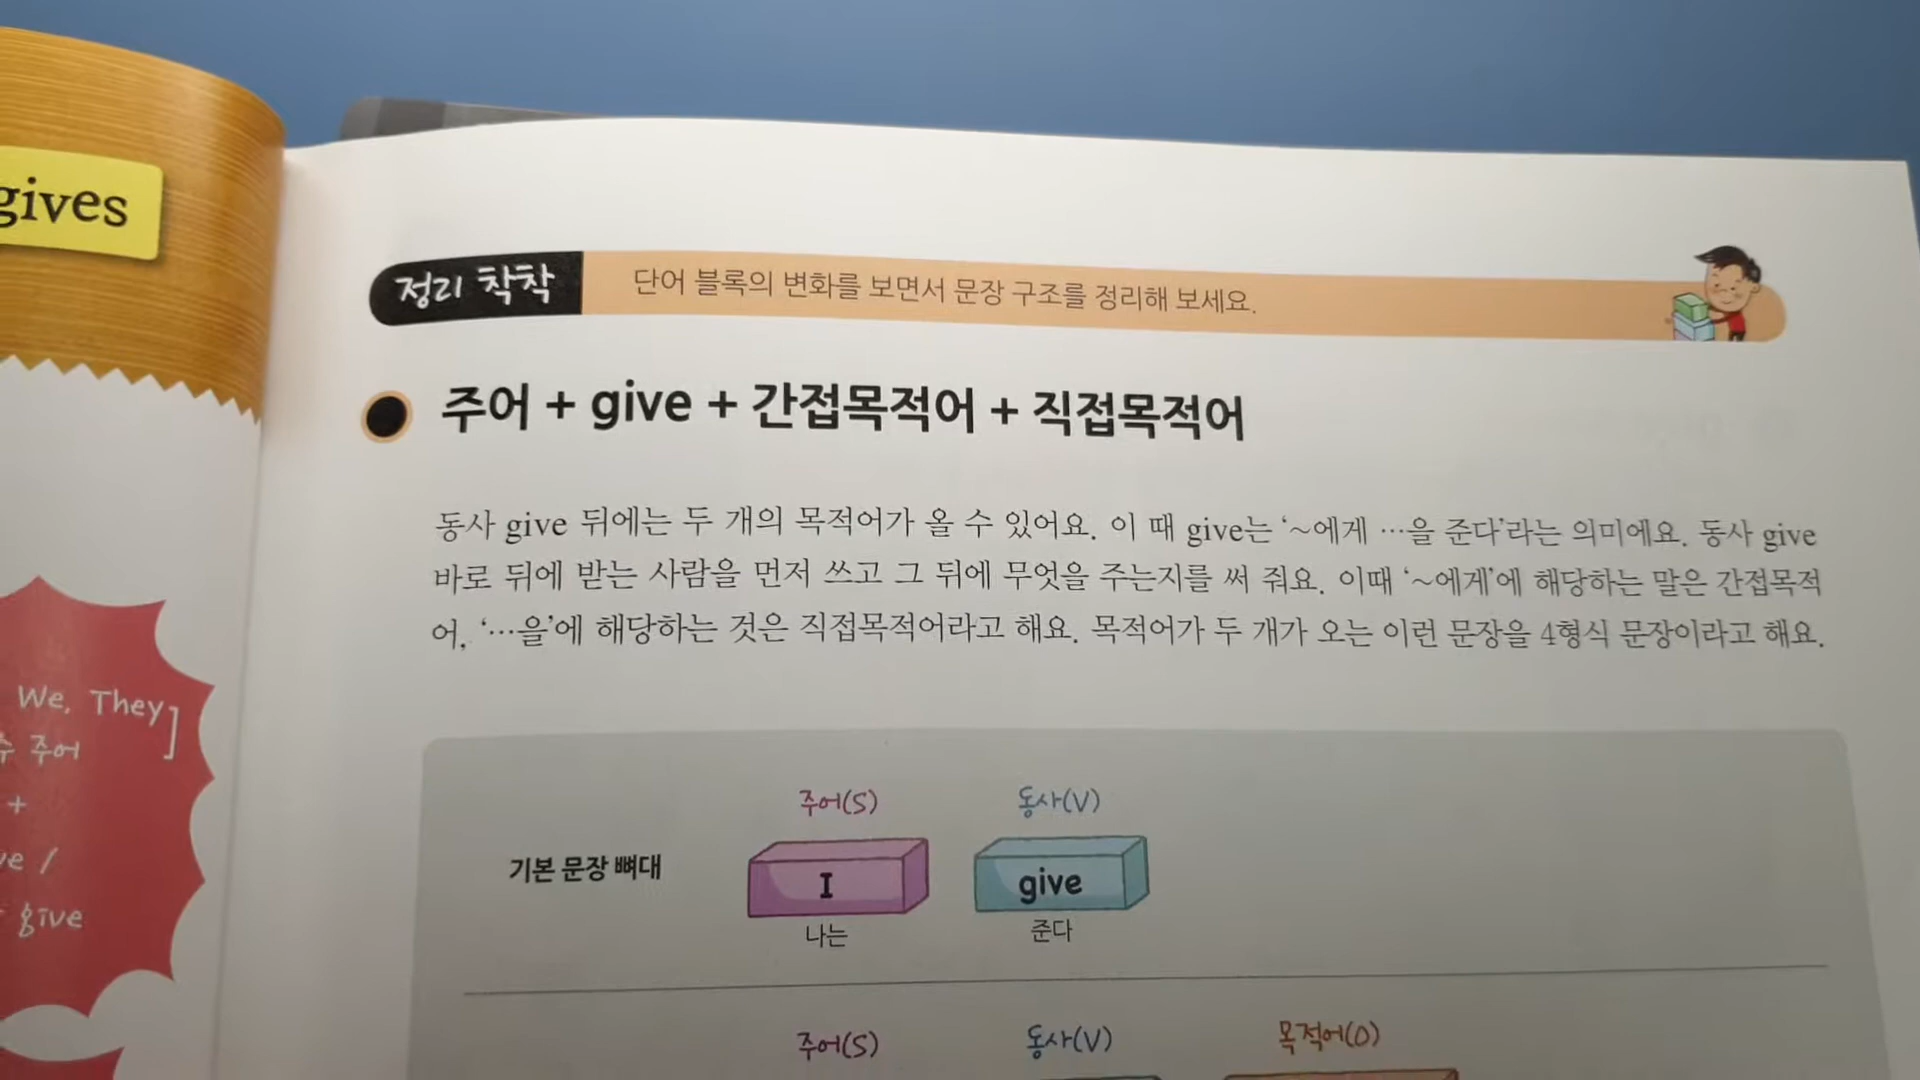 gives
We, They]
주어
+
give
정리 착착
단어 블록의 변화를 보면서 문장 구조를 정리해 보세요.
주어 + give + 간접목적어 + 직접목적어
동사 give 뒤에는 두 개의 목적어가 올 수 있어요. 이 때 give는 ‘~에게 …을 준다’라는 의미에요. 동사 give
바로 뒤에 받는 사람을 먼저 쓰고 그 뒤에 무엇을 주는지를 써 줘요. 이때 ‘~에게’에 해당하는 말은 간접목적
어, ‘…을’에 해당하는 것은 직접목적어라고 해요. 목적어가 두 개가 오는 이런 문장을 4형식 문장이라고 해요.
주어(S) 동사(V)
기본 문장 뼈대 I give
나는 준다
주어(S) 동사(V) 목적어(O)